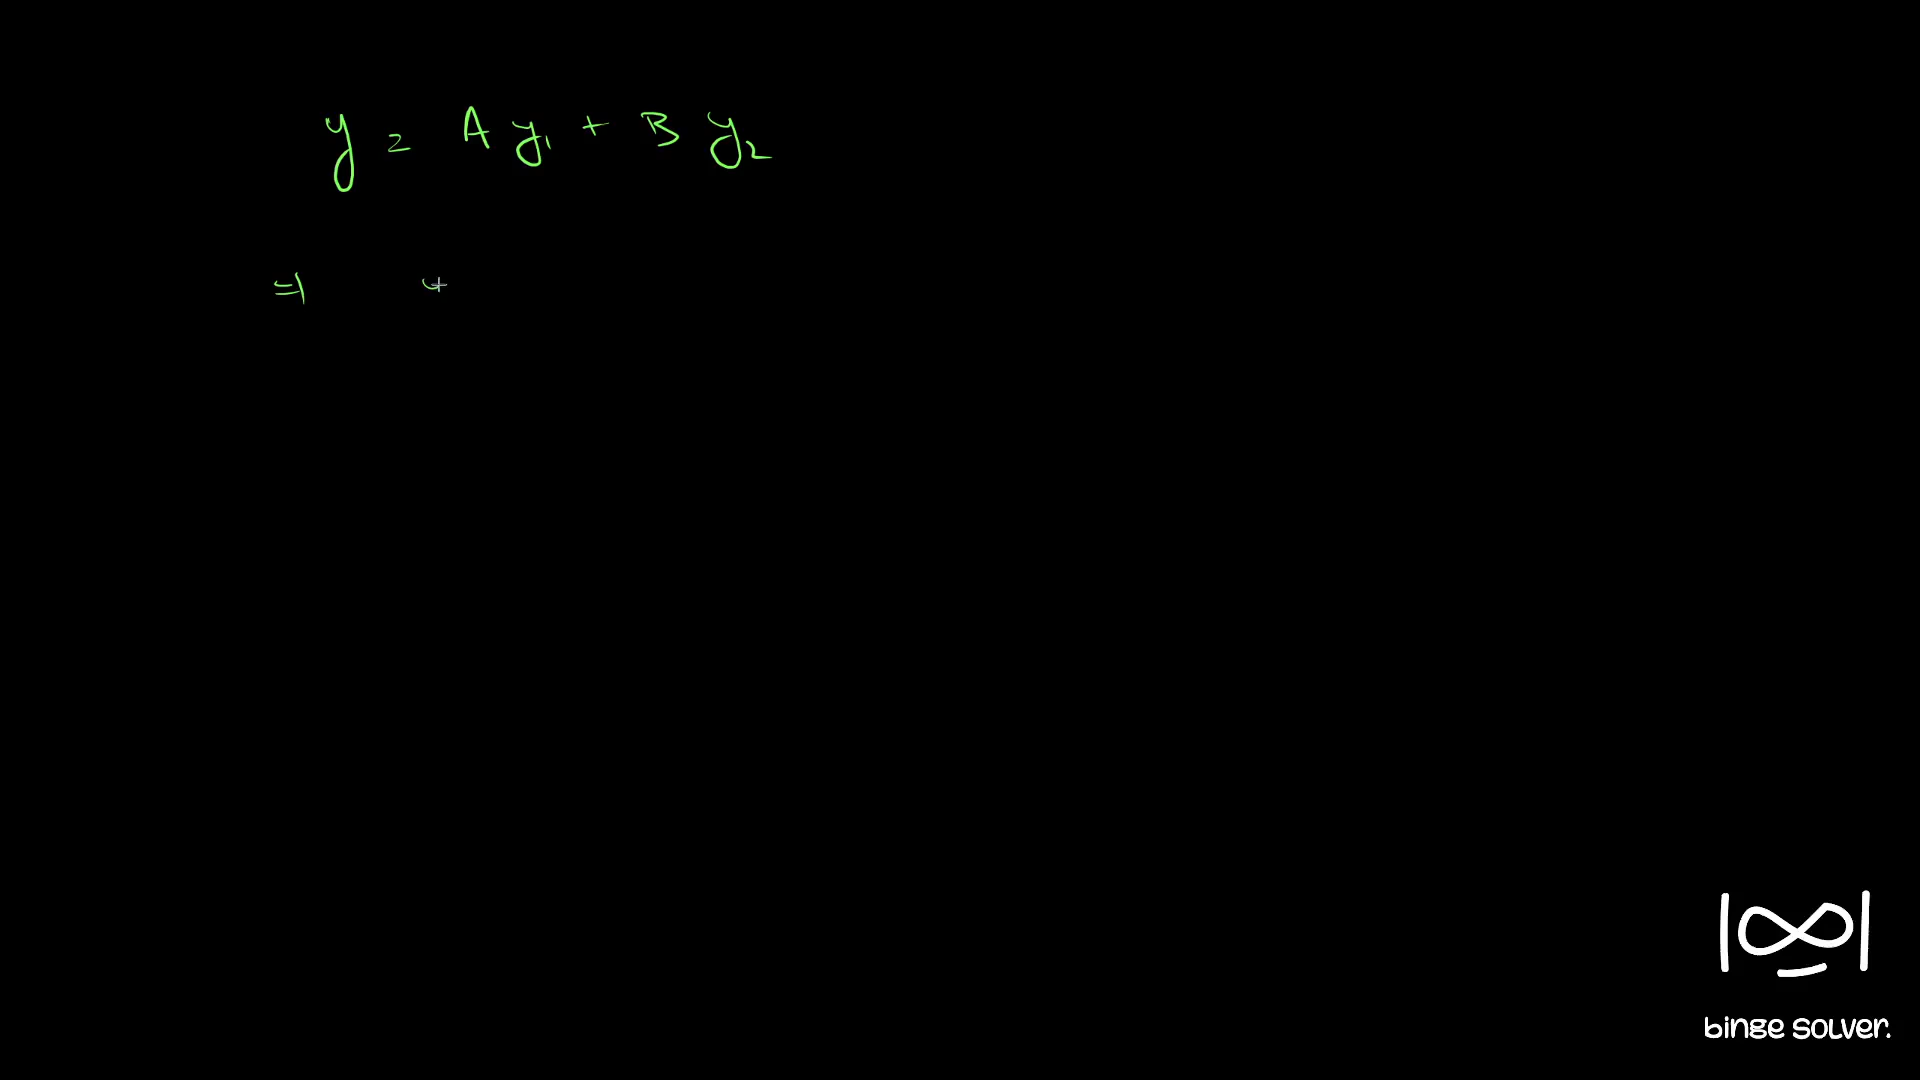 y = A y₁ + B y₂
⇒ y
binge solver.